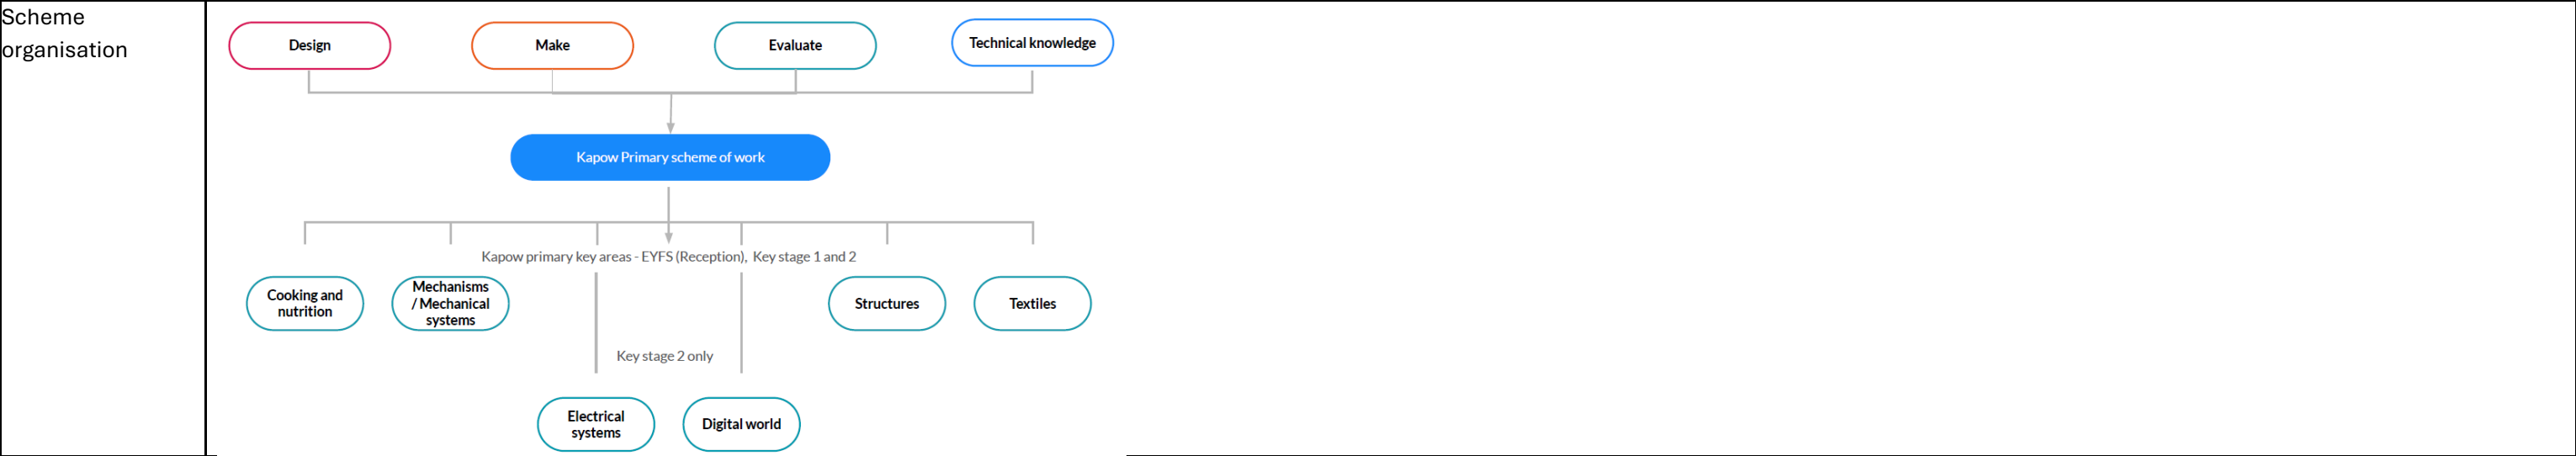 Scheme
organisation
Design
Make
Evaluate
Technical knowledge
Kapow Primary scheme of work
Kapow primary key areas - EYFS (Reception), Key stage 1 and 2
Cooking and
nutrition
Mechanisms
/ Mechanical
systems
Structures
Textiles
Key stage 2 only
Electrical
systems
Digital world